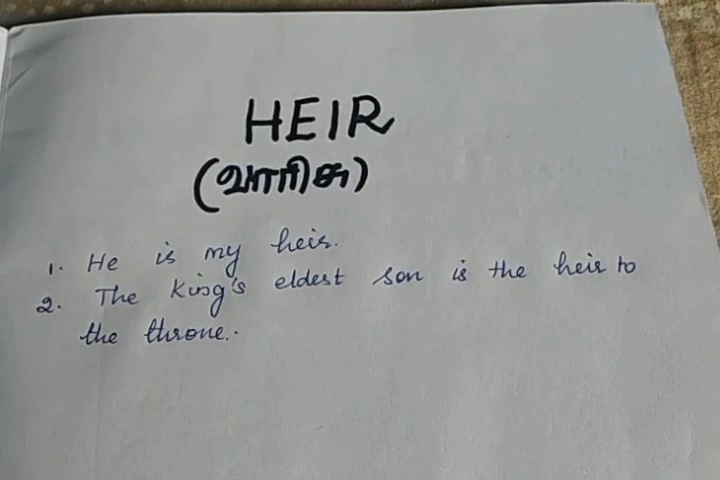 HEIR
(வாரிசு)
1. He is my heir.
2. The King's eldest son is the heir to
the throne.